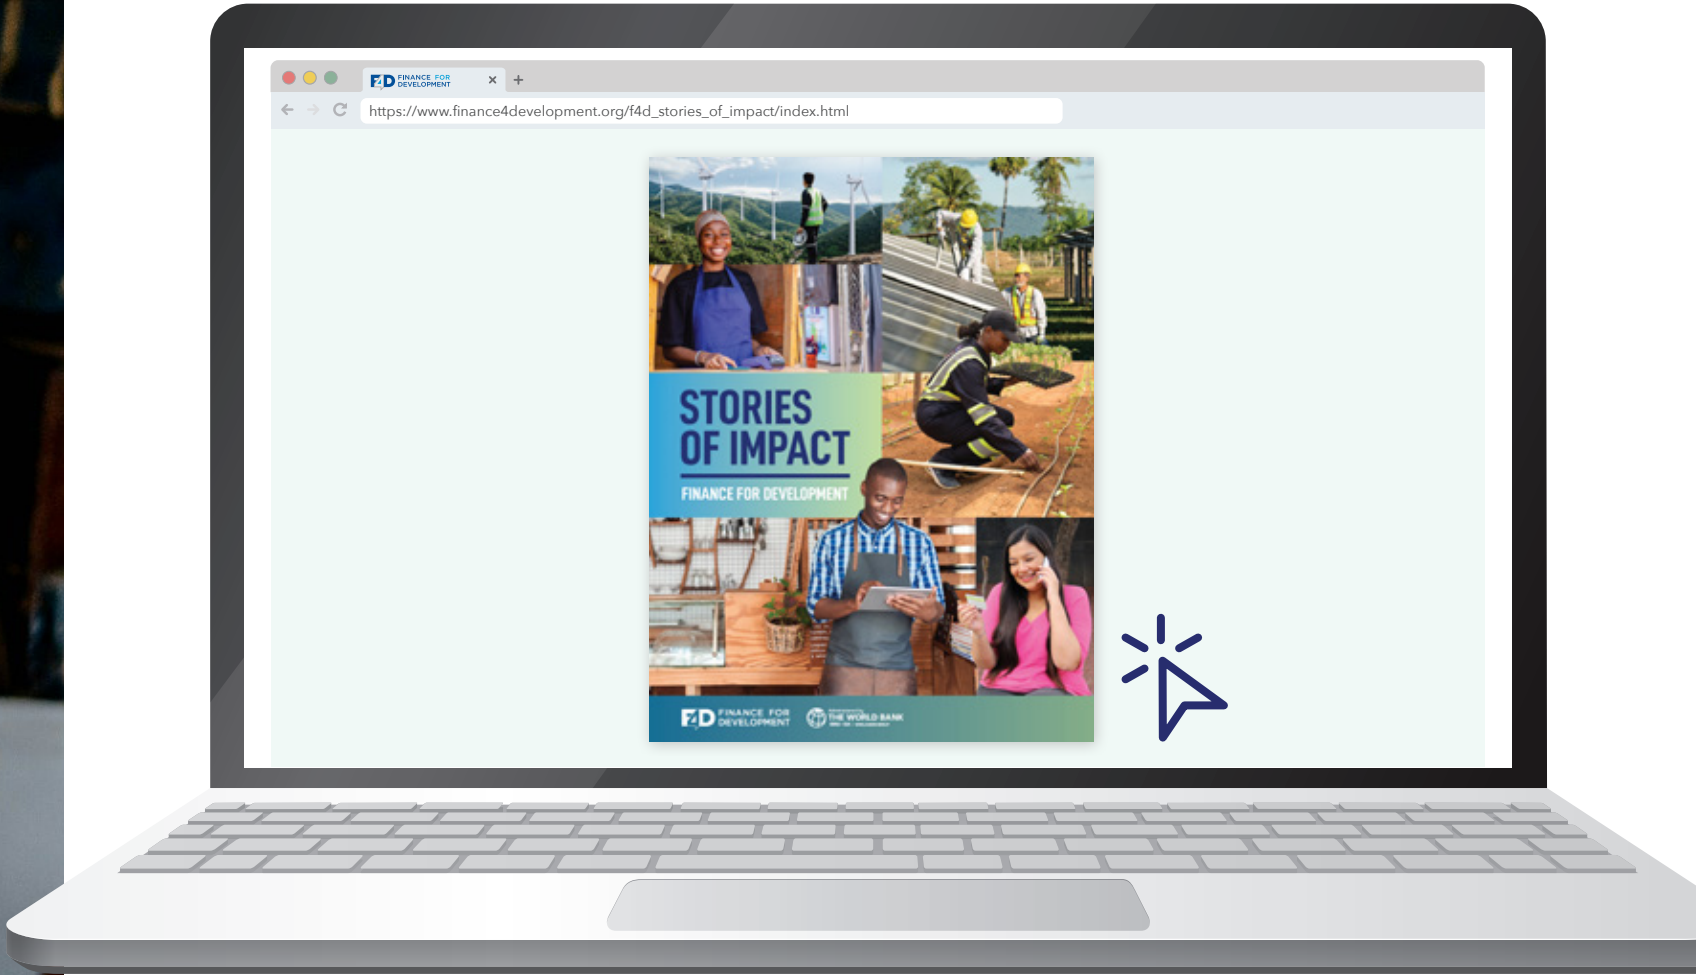 F4D FINANCE FOR
DEVELOPMENT
https://www.finance4development.org/f4d_stories_of_impact/index.html
STORIES
OF IMPACT
FINANCE FOR DEVELOPMENT
F4D FINANCE FOR
DEVELOPMENT
THE WORLD BANK